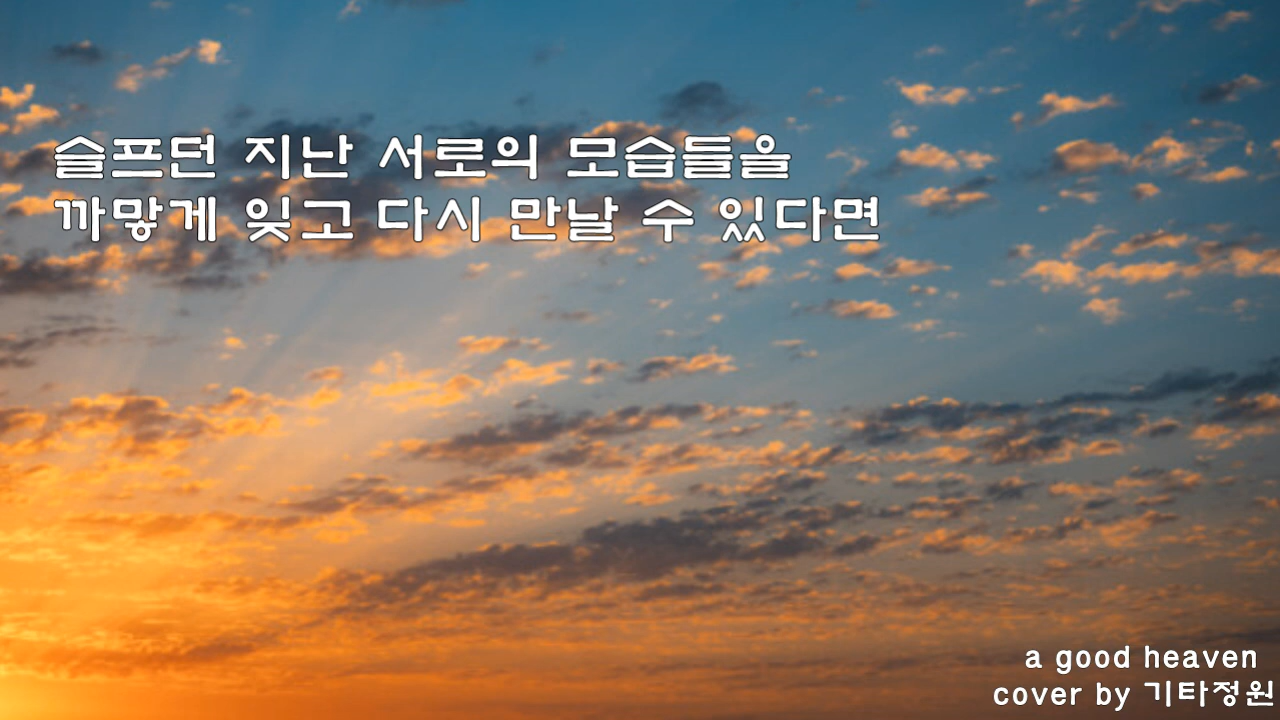 슬프던 지난 서로의 모습들을
까맣게 잊고 다시 만날 수 있다면
a good heaven
cover by 기타정원